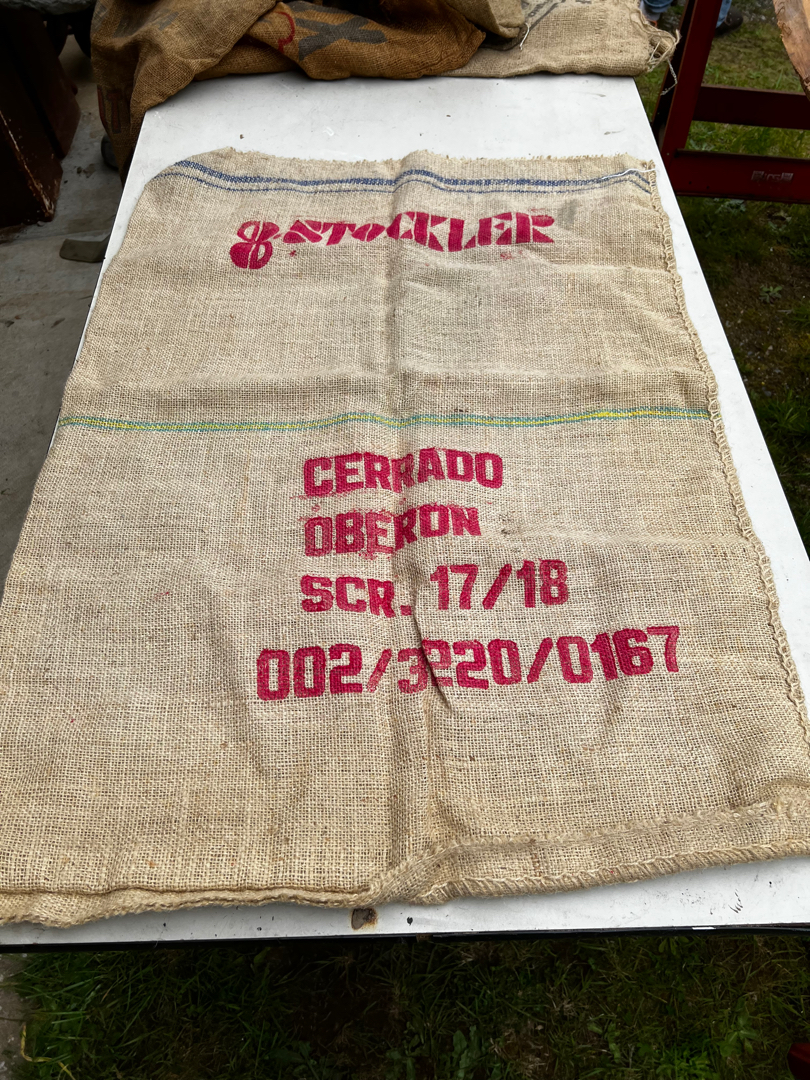 STOCKLER
CERRADO
OBERON
SCR. 17/18
002/3220/0167